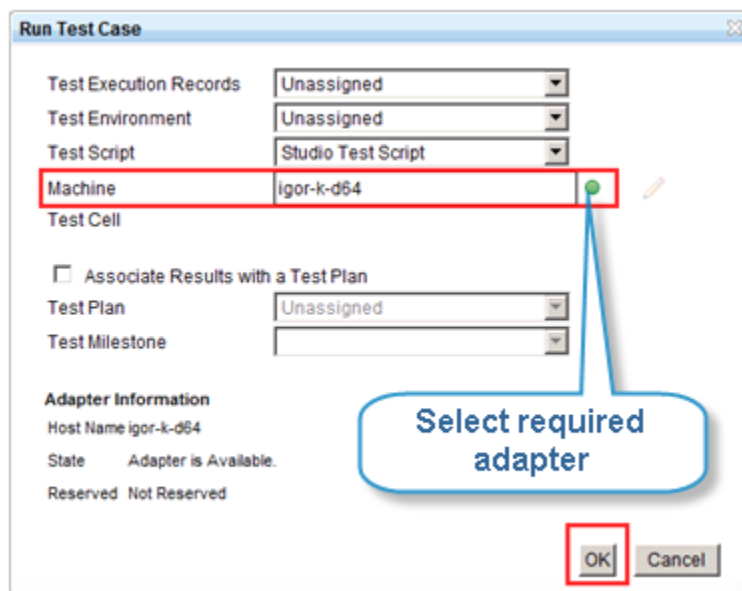 Run Test Case
Test Execution Records Unassigned
Test Environment Unassigned
Test Script Studio Test Script
Machine igor-k-d64
Test Cell
Associate Results with a Test Plan
Test Plan Unassigned
Test Milestone
Adapter Information
Host Name igor-k-d64
State Adapter is Available.
Reserved Not Reserved
Select required
adapter
OK Cancel